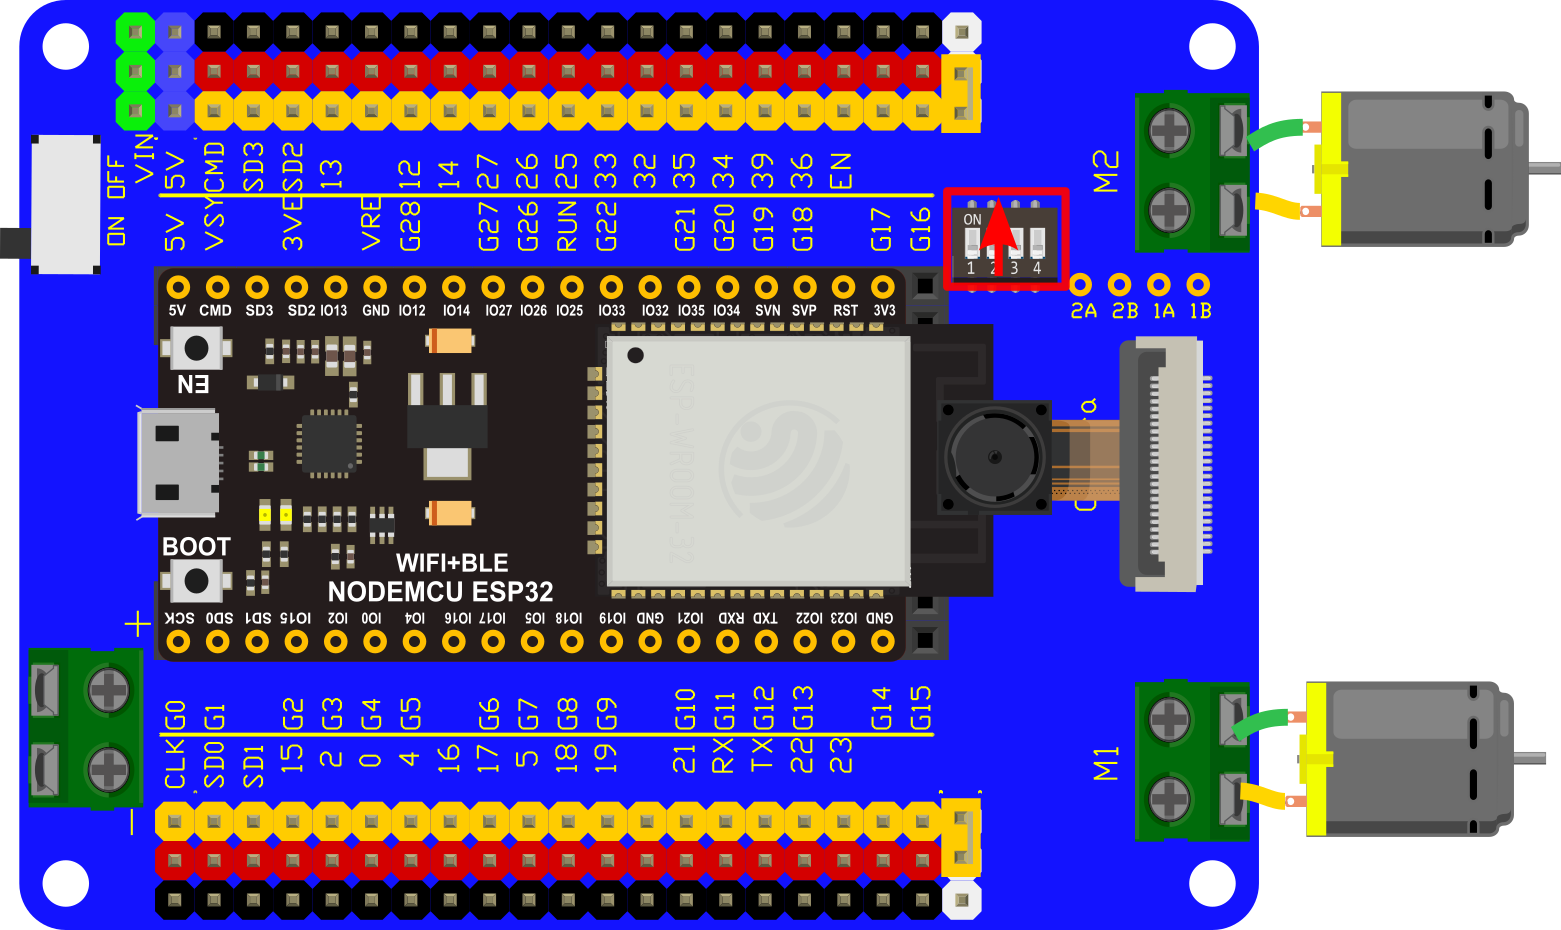 VIN 5V CMD SD3 SD2 13 12 14 27 26 25 33 32 35 34 39 36 EN
5V VSY 3VE VRE G28 G27 G26 RUN G22 G21 G20 G19 G18 G17 G16
ON OFF
M2
ON
1 2 3 4
2A 2B 1A 1B
5V CMD SD3 SD2 IO13 GND IO12 IO14 IO27 IO26 IO25 IO33 IO32 IO35 IO34 SVN SVP RST 3V3
EN
ESP-WROOM-32
BOOT
WIFI+BLE
NODEMCU ESP32
SCK SD0 SD1 IO15 IO2 IO0 IO4 IO16 IO17 IO5 IO18 IO19 GND IO21 RXD TXD IO22 IO23 GND
+
G0 G1 G2 G3 G4 G5 G6 G7 G8 G9 G10 G11 G12 G13 G14 G15
CLK SD0 SD1 15 2 0 4 16 17 5 18 19 21 RX TX 22 23
M1
−